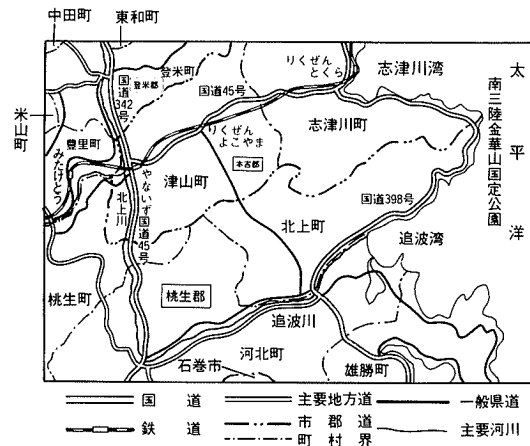 中田町
東和町
米山町
国道342号
登米郡
登米町
りくぜんとくら
志津川湾
太平洋
国道45号
南三陸金華山国定公園
豊里町
りくぜんよこやま
志津川町
みたけどう
やないづ
本吉郡
津山町
北上川
国道45号
国道398号
北上町
追波湾
桃生町
桃生郡
追波川
河北町
石巻市
雄勝町
国道
主要地方道
一般県道
鉄道
市郡道
町村界
主要河川